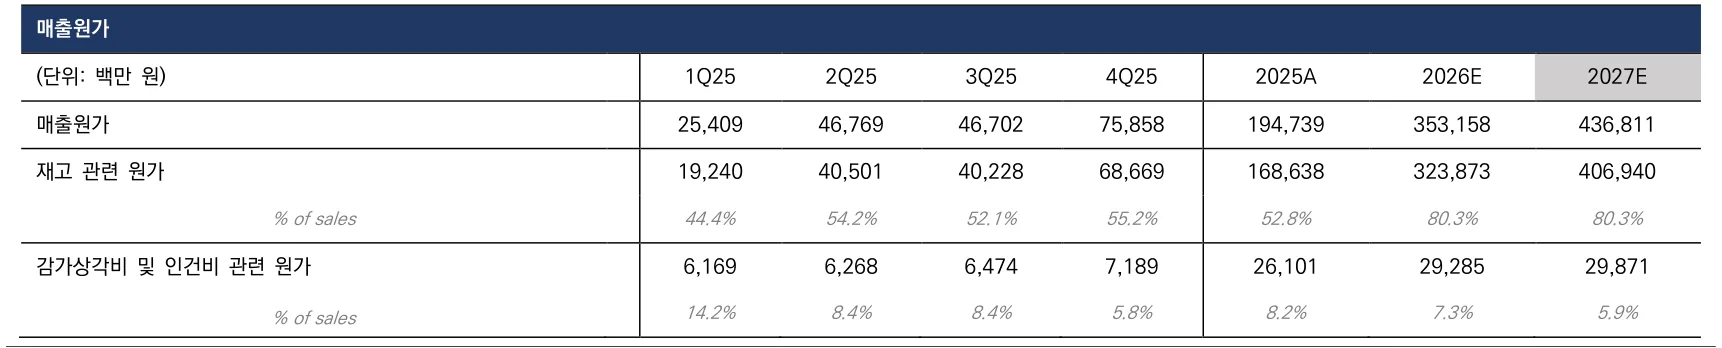 매출원가
(단위: 백만 원) 1Q25 2Q25 3Q25 4Q25 2025A 2026E 2027E
매출원가 25,409 46,769 46,702 75,858 194,739 353,158 436,811
재고 관련 원가 19,240 40,501 40,228 68,669 168,638 323,873 406,940
% of sales 44.4% 54.2% 52.1% 55.2% 52.8% 80.3% 80.3%
감가상각비 및 인건비 관련 원가 6,169 6,268 6,474 7,189 26,101 29,285 29,871
% of sales 14.2% 8.4% 8.4% 5.8% 8.2% 7.3% 5.9%